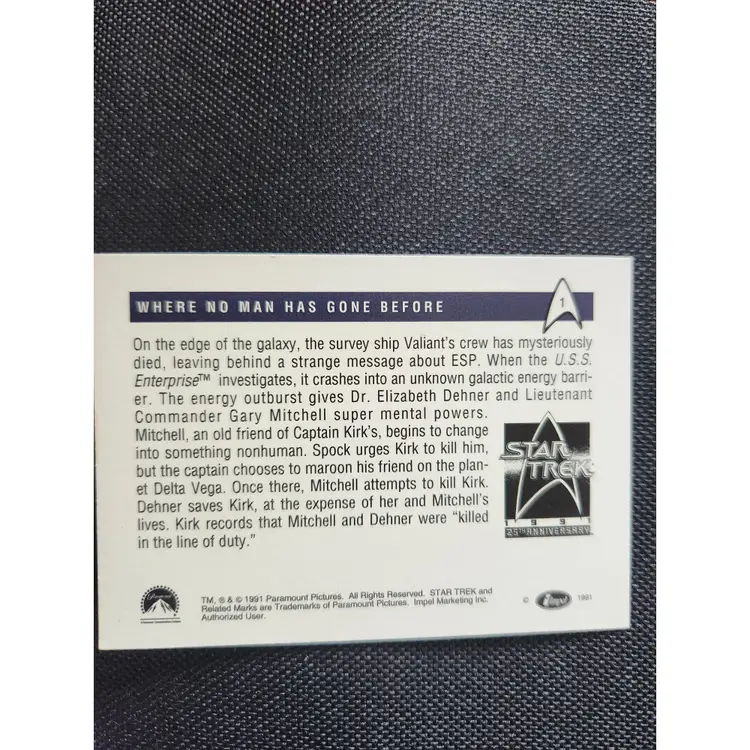 WHERE NO MAN HAS GONE BEFORE
1
On the edge of the galaxy, the survey ship Valiant's crew has mysteriously
died, leaving behind a strange message about ESP. When the U.S.S.
Enterprise™ investigates, it crashes into an unknown galactic energy barri-
er. The energy outburst gives Dr. Elizabeth Dehner and Lieutenant
Commander Gary Mitchell super mental powers.
Mitchell, an old friend of Captain Kirk's, begins to change
into something nonhuman. Spock urges Kirk to kill him,
but the captain chooses to maroon his friend on the plan-
et Delta Vega. Once there, Mitchell attempts to kill Kirk.
Dehner saves Kirk, at the expense of her and Mitchell's
lives. Kirk records that Mitchell and Dehner were "killed
in the line of duty."
STAR
TREK
1991
25TH ANNIVERSARY
TM, ® & © 1991 Paramount Pictures. All Rights Reserved. STAR TREK and
Related Marks are Trademarks of Paramount Pictures. Impel Marketing Inc.
Authorized User.
© Impel 1991